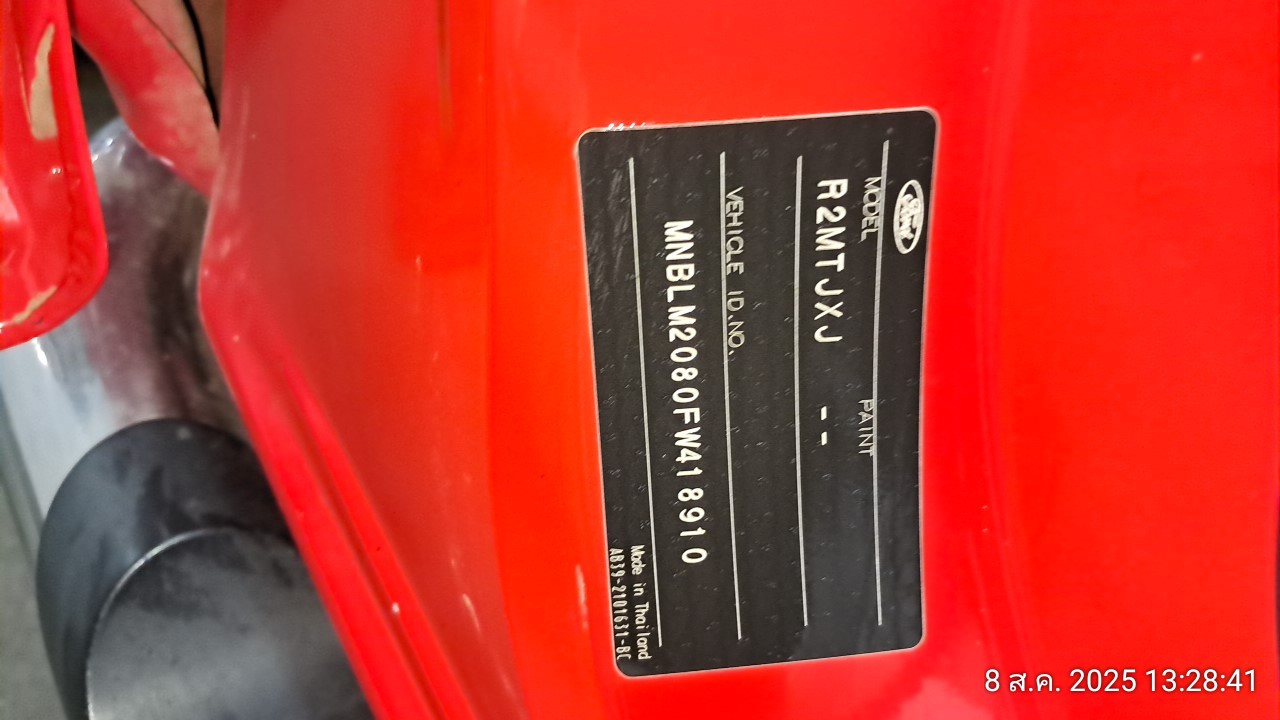 Ford
MODEL PAINT
R2MTJXJ --
VEHICLE ID.NO.
MNBLM2080FW418910
Made in Thailand
AB39-2101631-BC
8 ส.ค. 2025 13:28:41